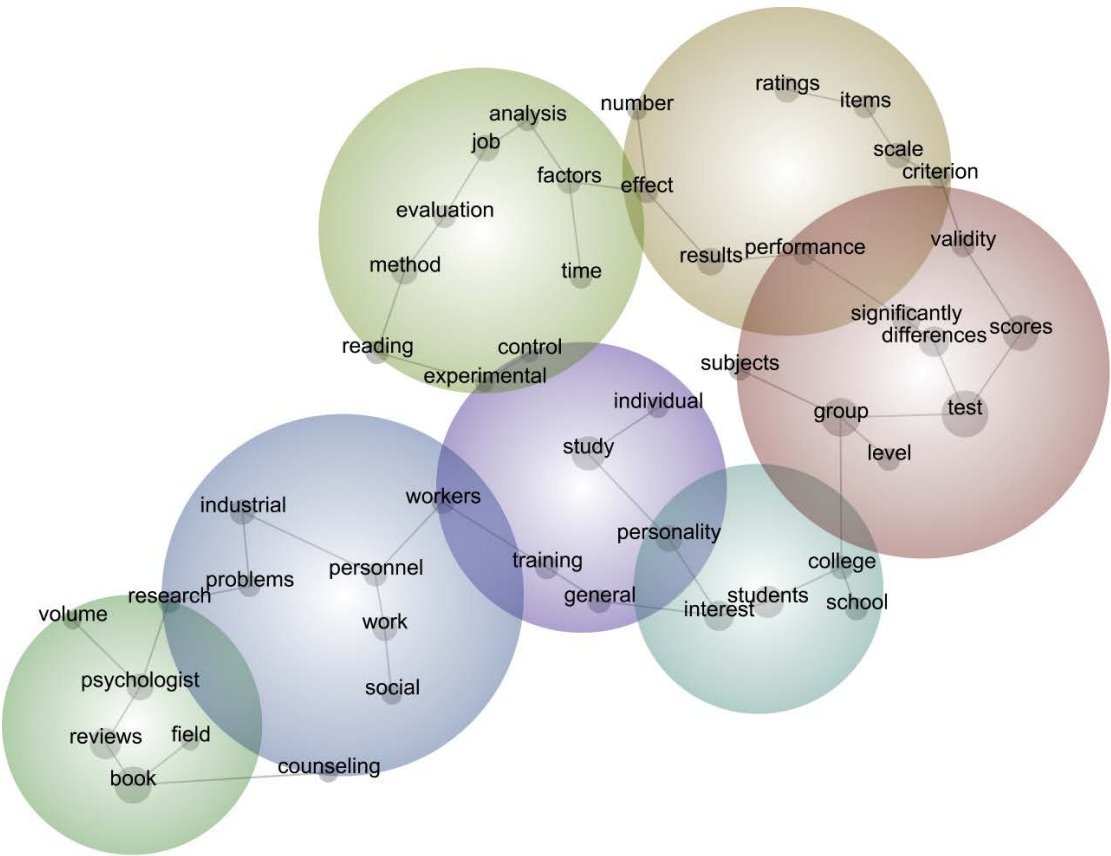 ratings
items
number
analysis
job
scale
criterion
factors
effect
evaluation
validity
performance
results
method
time
significantly
differences
scores
reading
control
subjects
experimental
individual
group
test
study
level
workers
industrial
personality
training
college
personnel
problems
research
general
students
school
interest
volume
work
psychologist
social
reviews
field
counseling
book